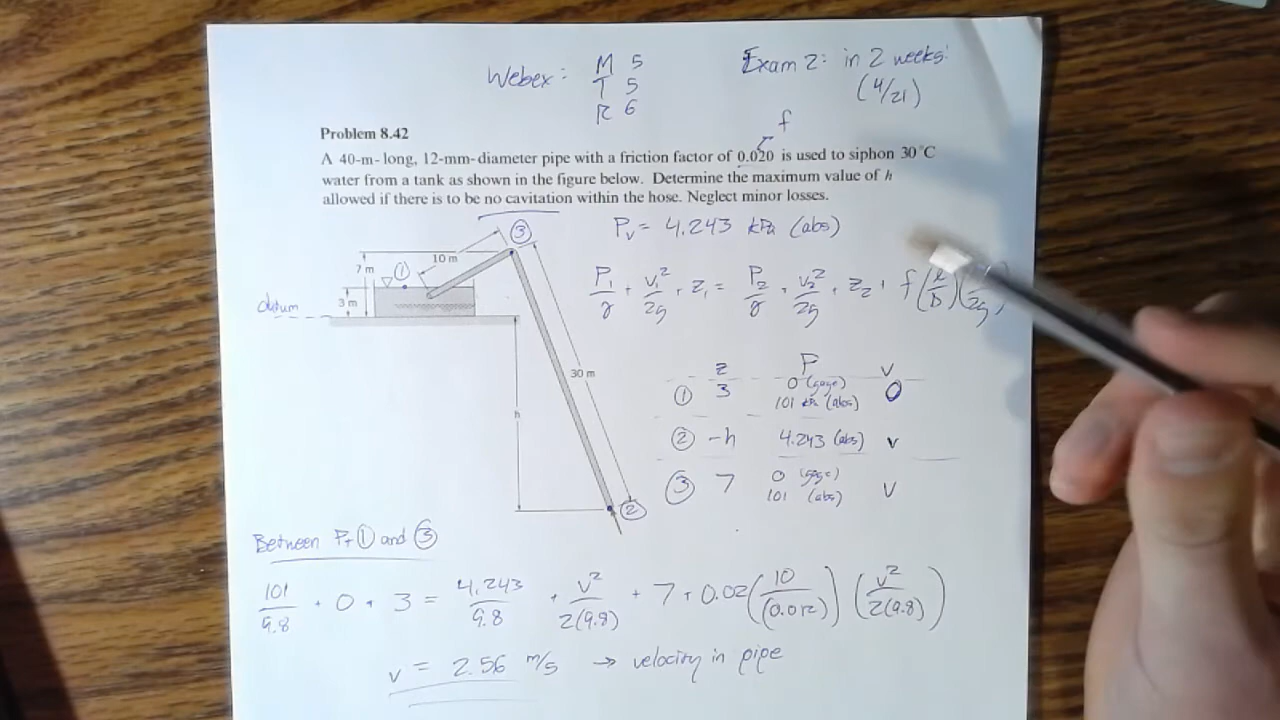 Webex: M 5
T 5
R 6
Exam 2: in 2 weeks:
(4/21)
f
Problem 8.42
A 40-m-long, 12-mm-diameter pipe with a friction factor of 0.020 is used to siphon 30°C
water from a tank as shown in the figure below. Determine the maximum value of h
allowed if there is to be no cavitation within the hose. Neglect minor losses.
Pv = 4.243 kPa (abs)
③
10 m
7 m
①
3 m
datum
30 m
h
②
P₁/γ + v₁²/2g + z₁ = P₂/γ + v₂²/2g + z₂ + f(ℓ/D)( /2g)
z P v
① 3 0 (gage) 0
101 kPa (abs)
② -h 4.243 (abs) v
③ 7 0 (gage) v
101 (abs)
Between Pt ① and ③
101/9.8 + 0 + 3 = 4.243/9.8 + v²/2(9.8) + 7 + 0.02(10/(0.012))(v²/2(9.8))
v = 2.56 m/s → velocity in pipe